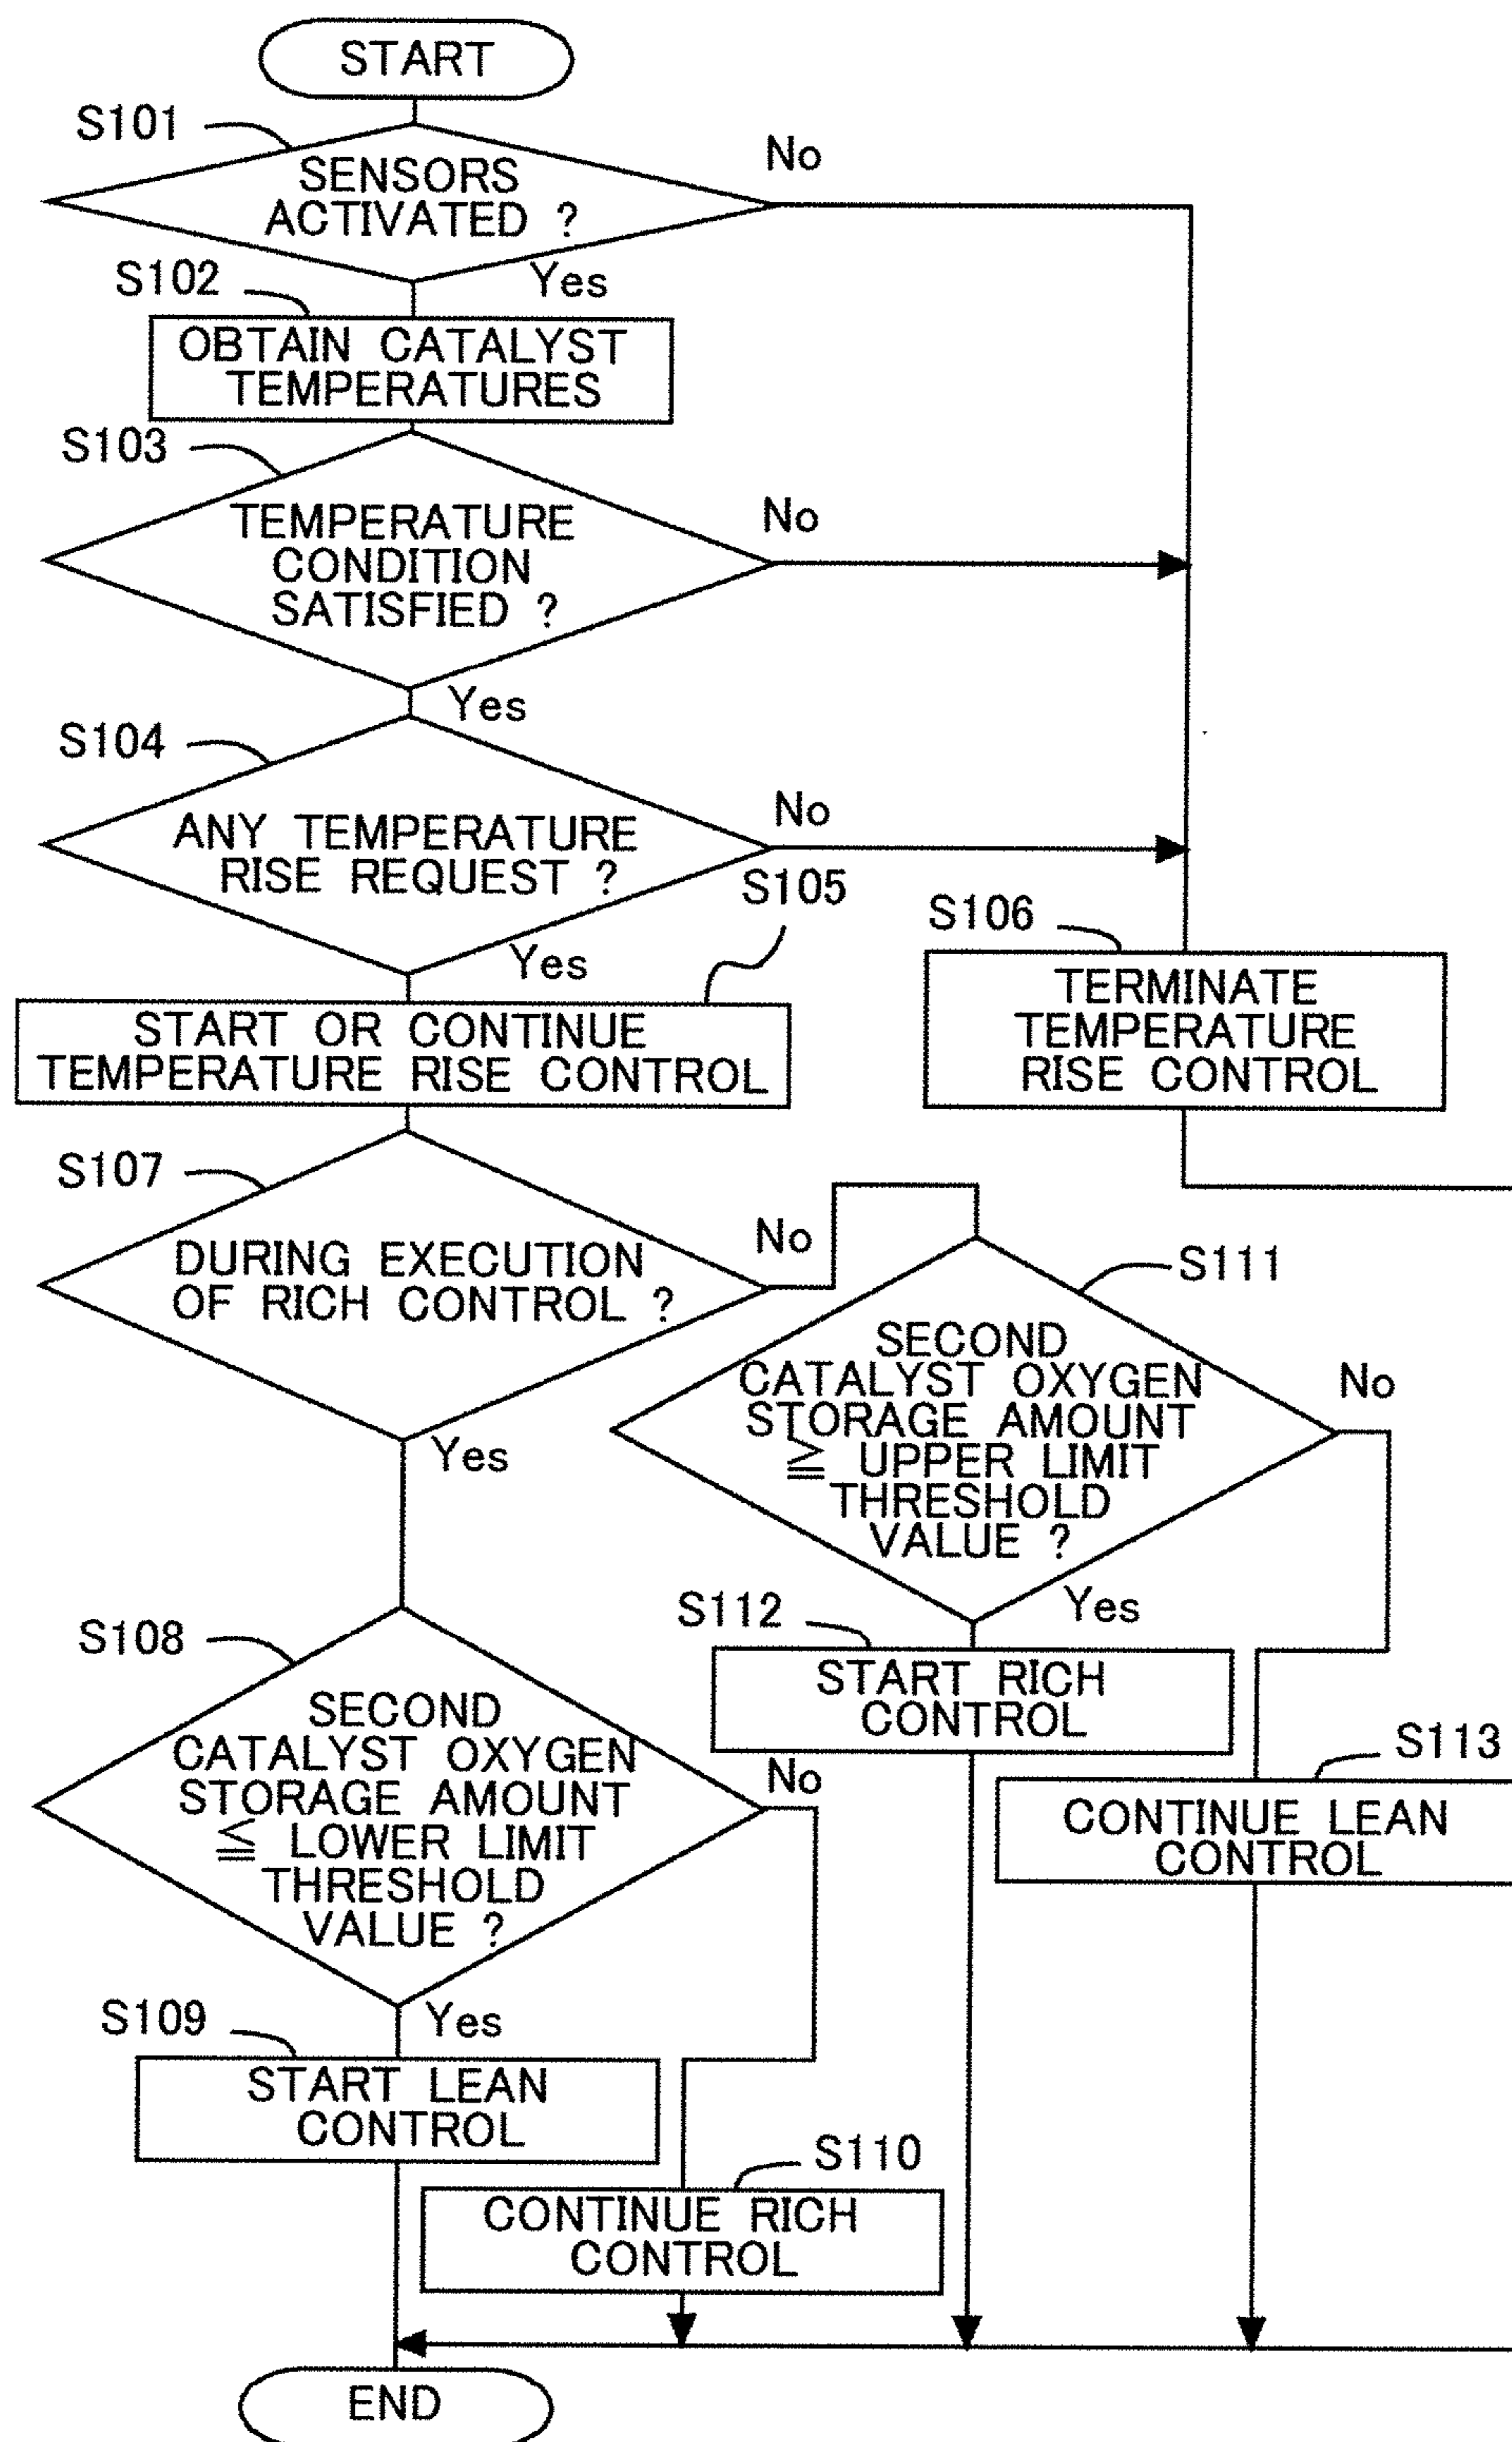 START
S101
No
SENSORS
ACTIVATED ?
Yes
S102
OBTAIN CATALYST
TEMPERATURES
S103
No
TEMPERATURE
CONDITION
SATISFIED ?
Yes
S104
No
ANY TEMPERATURE
RISE REQUEST ?
Yes
S105
START OR CONTINUE
TEMPERATURE RISE CONTROL
S106
TERMINATE
TEMPERATURE
RISE CONTROL
S107
No
DURING EXECUTION
OF RICH CONTROL ?
Yes
S111
SECOND
CATALYST OXYGEN
STORAGE AMOUNT
≧ UPPER LIMIT
THRESHOLD
VALUE ?
No
Yes
S112
START RICH
CONTROL
S113
CONTINUE LEAN
CONTROL
S108
SECOND
CATALYST OXYGEN
STORAGE AMOUNT
≦ LOWER LIMIT
THRESHOLD
VALUE ?
No
Yes
S109
START LEAN
CONTROL
S110
CONTINUE RICH
CONTROL
END